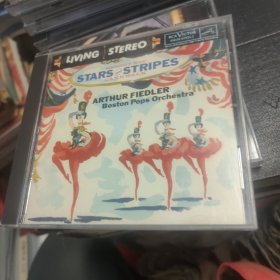 LIVING STEREO
RCA VICTOR
STARS AND STRIPES
ARTHUR FIEDLER
Boston Pops Orchestra